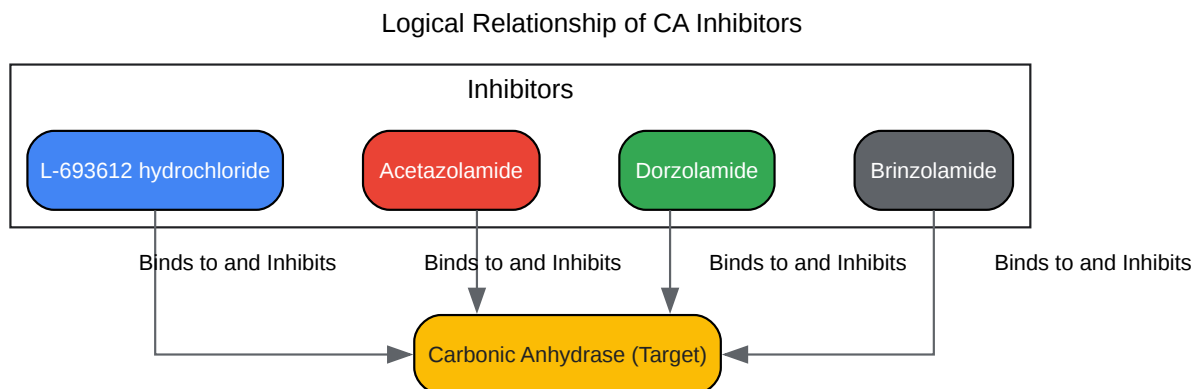 Logical Relationship of CA Inhibitors
Inhibitors
L-693612 hydrochloride
Acetazolamide
Dorzolamide
Brinzolamide
Binds to and Inhibits
Binds to and Inhibits
Binds to and Inhibits
Binds to and Inhibits
Carbonic Anhydrase (Target)